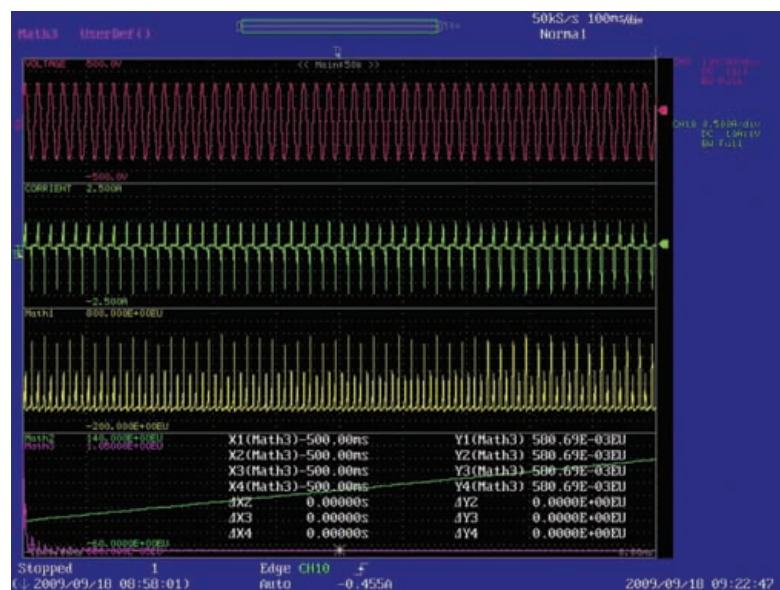 50kS/s 100ms/div
Math3 UserDef() Normal
VOLTAGE 500.0V << Main:50k >>
CH10 0.500A/div
DC 10A:1V
BW Full
-500.0V
CORRIENT 2.500A
-2.500A
Math1 800.000E+00EU
-200.000E+00EU
Math2 140.000E+00EU
Math3 1.05000E+00EU
X1(Math3)-500.00ms Y1(Math3) 580.69E-03EU
X2(Math3)-500.00ms Y2(Math3) 580.69E-03EU
X3(Math3)-500.00ms Y3(Math3) 580.69E-03EU
X4(Math3)-500.00ms Y4(Math3) 580.69E-03EU
ΔX2 0.00000s ΔY2 0.0000E+00EU
ΔX3 0.00000s ΔY3 0.0000E+00EU
ΔX4 0.00000s ΔY4 0.0000E+00EU
-60.0000E+00EU
Stopped 1 Edge CH10
(↓2009/09/18 08:58:01) Auto -0.455A 2009/09/18 09:22:47